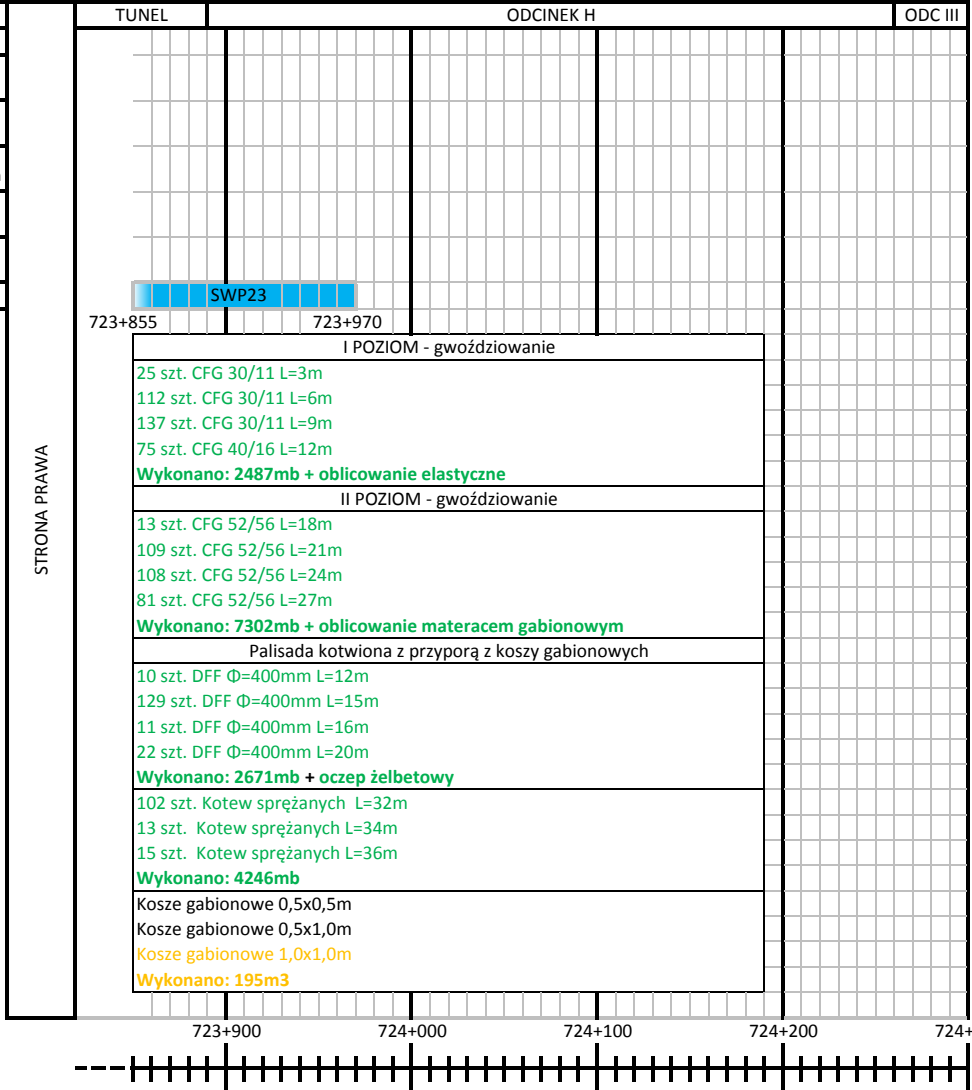 TUNEL ODCINEK H ODC III
STRONA PRAWA
SWP23
723+855 723+970
I POZIOM - gwoździowanie
25 szt. CFG 30/11 L=3m
112 szt. CFG 30/11 L=6m
137 szt. CFG 30/11 L=9m
75 szt. CFG 40/16 L=12m
Wykonano: 2487mb + oblicowanie elastyczne
II POZIOM - gwoździowanie
13 szt. CFG 52/56 L=18m
109 szt. CFG 52/56 L=21m
108 szt. CFG 52/56 L=24m
81 szt. CFG 52/56 L=27m
Wykonano: 7302mb + oblicowanie materacem gabionowym
Palisada kotwiona z przyporą z koszy gabionowych
10 szt. DFF Φ=400mm L=12m
129 szt. DFF Φ=400mm L=15m
11 szt. DFF Φ=400mm L=16m
22 szt. DFF Φ=400mm L=20m
Wykonano: 2671mb + oczep żelbetowy
102 szt. Kotew sprężanych L=32m
13 szt. Kotew sprężanych L=34m
15 szt. Kotew sprężanych L=36m
Wykonano: 4246mb
Kosze gabionowe 0,5x0,5m
Kosze gabionowe 0,5x1,0m
Kosze gabionowe 1,0x1,0m
Wykonano: 195m3
723+900 724+000 724+100 724+200 724+